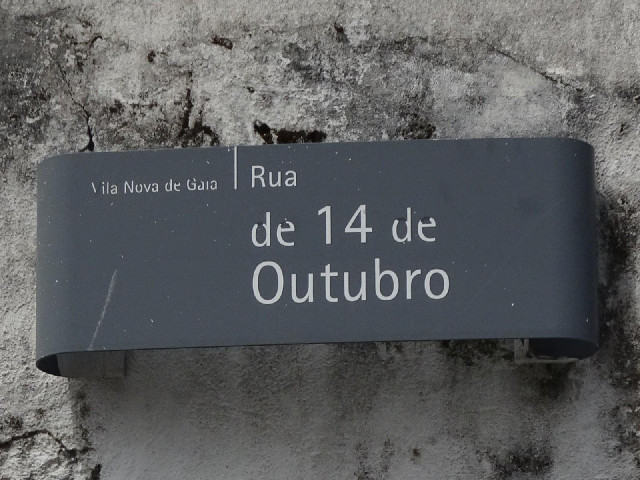 Vila Nova de Gaia
Rua
de 14 de
Outubro